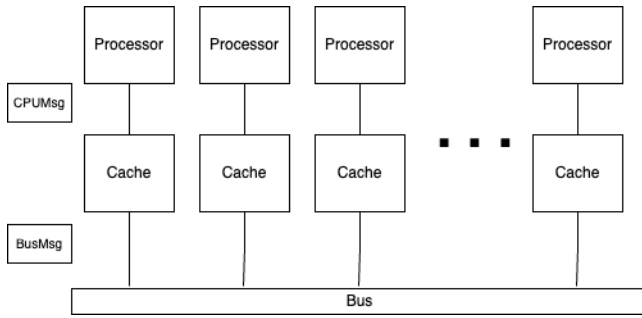 Processor Processor Processor Processor
CPUMsg
Cache Cache Cache Cache
BusMsg
Bus